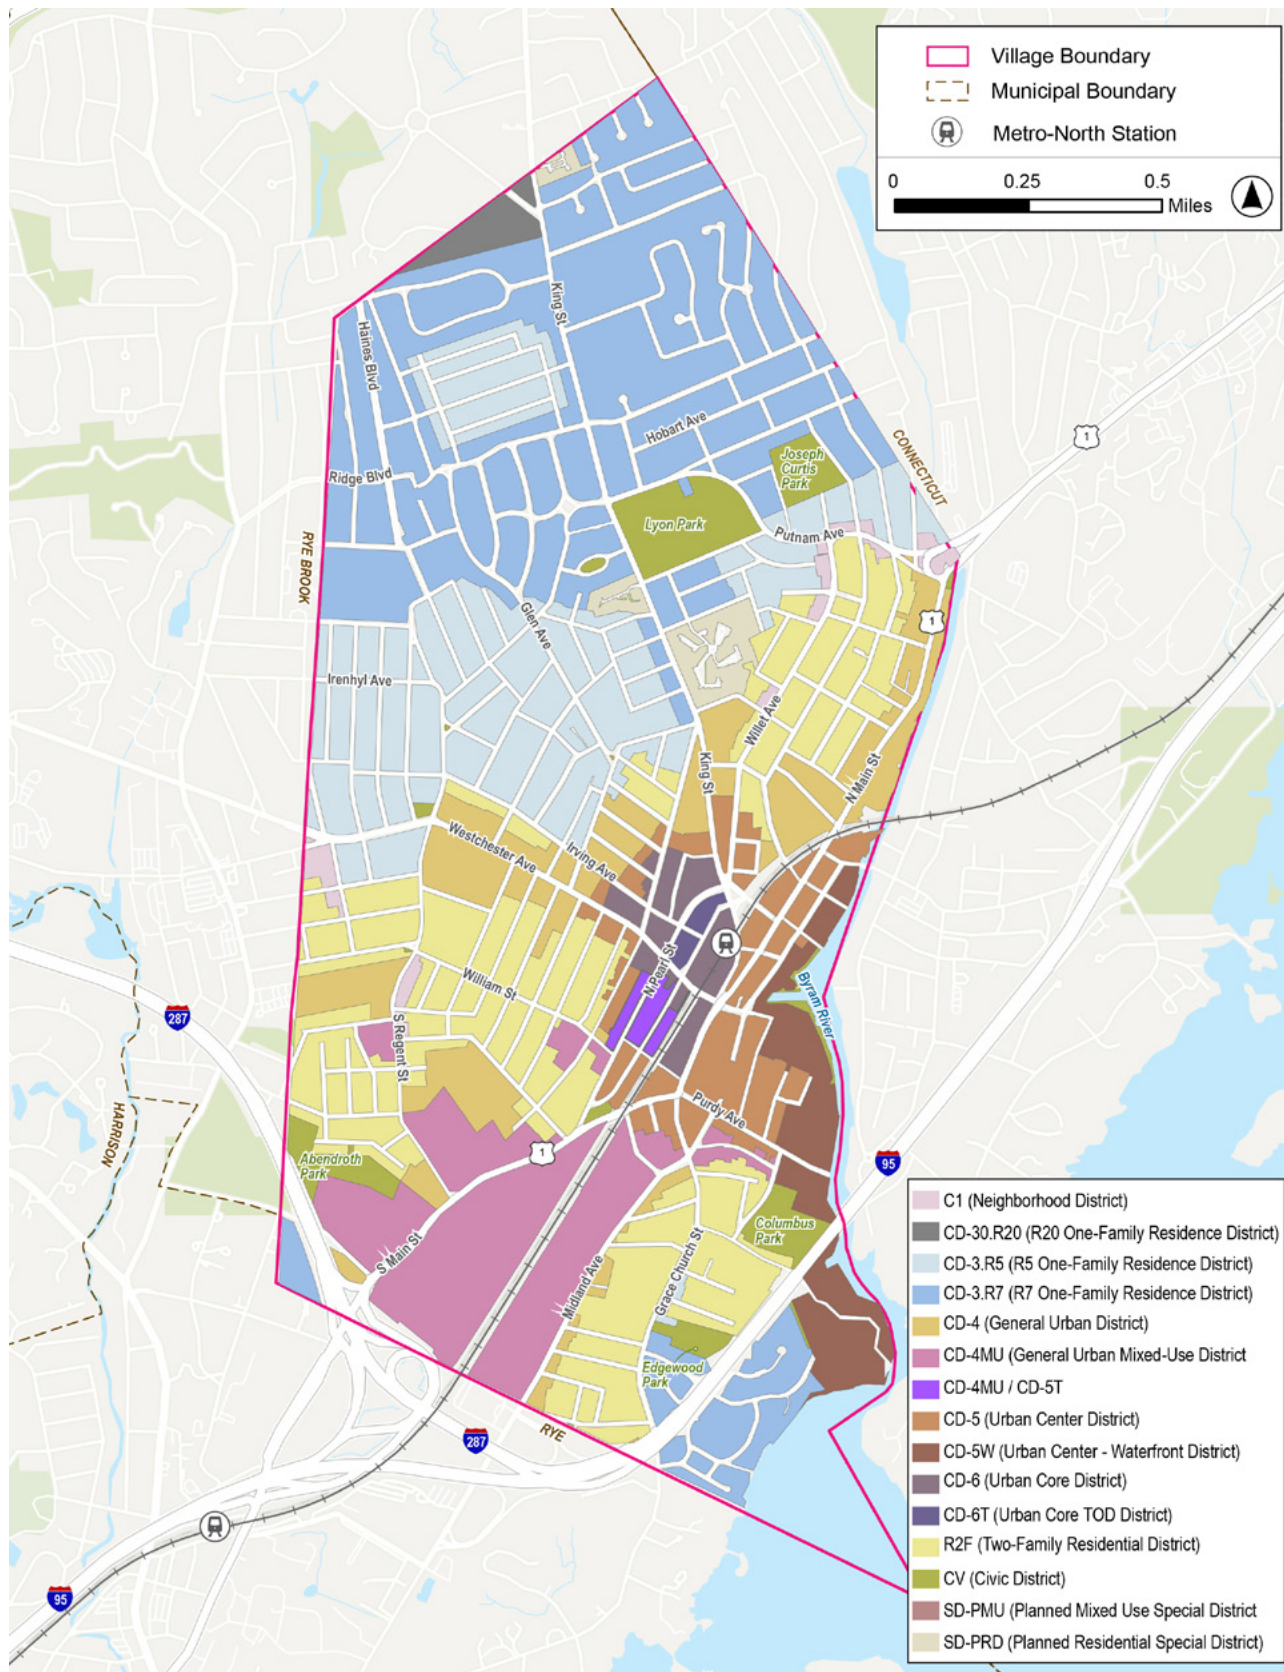 Village Boundary
Municipal Boundary
Metro-North Station
0 0.25 0.5
Miles
King St
Haines Blvd
Hobart Ave
Joseph
Curtis
Park
CONNECTICUT
1
Ridge Blvd
Lyon Park
Putnam Ave
RYE BROOK
Glen Ave
1
Irenhyl Ave
Willet Ave
King St
N Main St
Westchester Ave
Irving Ave
N Pearl St
William St
Byram River
287
S Regent St
HARRISON
Purdy Ave
1
95
Abendroth
Park
Columbus
Park
S Main St
Midland Ave
Grace Church St
Edgewood
Park
RYE
287
95
C1 (Neighborhood District)
CD-30.R20 (R20 One-Family Residence District)
CD-3.R5 (R5 One-Family Residence District)
CD-3.R7 (R7 One-Family Residence District)
CD-4 (General Urban District)
CD-4MU (General Urban Mixed-Use District
CD-4MU / CD-5T
CD-5 (Urban Center District)
CD-5W (Urban Center - Waterfront District)
CD-6 (Urban Core District)
CD-6T (Urban Core TOD District)
R2F (Two-Family Residential District)
CV (Civic District)
SD-PMU (Planned Mixed Use Special District
SD-PRD (Planned Residential Special District)